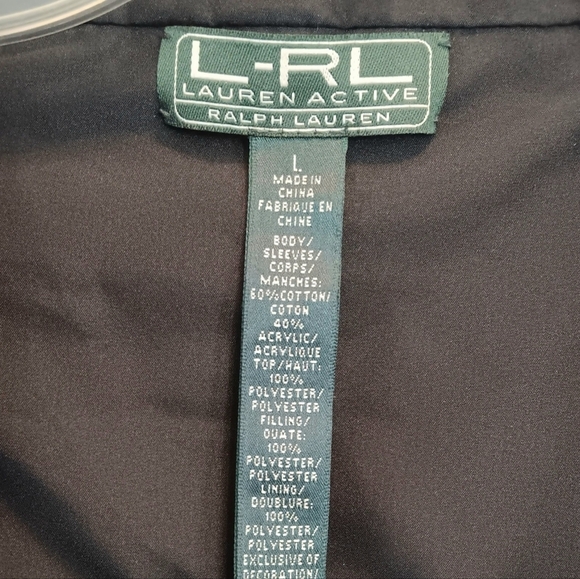 L-RL
LAUREN ACTIVE
RALPH LAUREN
L
MADE IN
CHINA
FABRIQUE EN
CHINE
BODY/
SLEEVES/
CORPS/
MANCHES:
60%COTTON/
COTON
40%
ACRYLIC/
ACRYLIQUE
TOP/HAUT:
100%
POLYESTER/
POLYESTER
FILLING/
OUATE:
100%
POLYESTER/
POLYESTER
LINING/
DOUBLURE:
100%
POLYESTER/
POLYESTER
EXCLUSIVE OF
DECORATION/